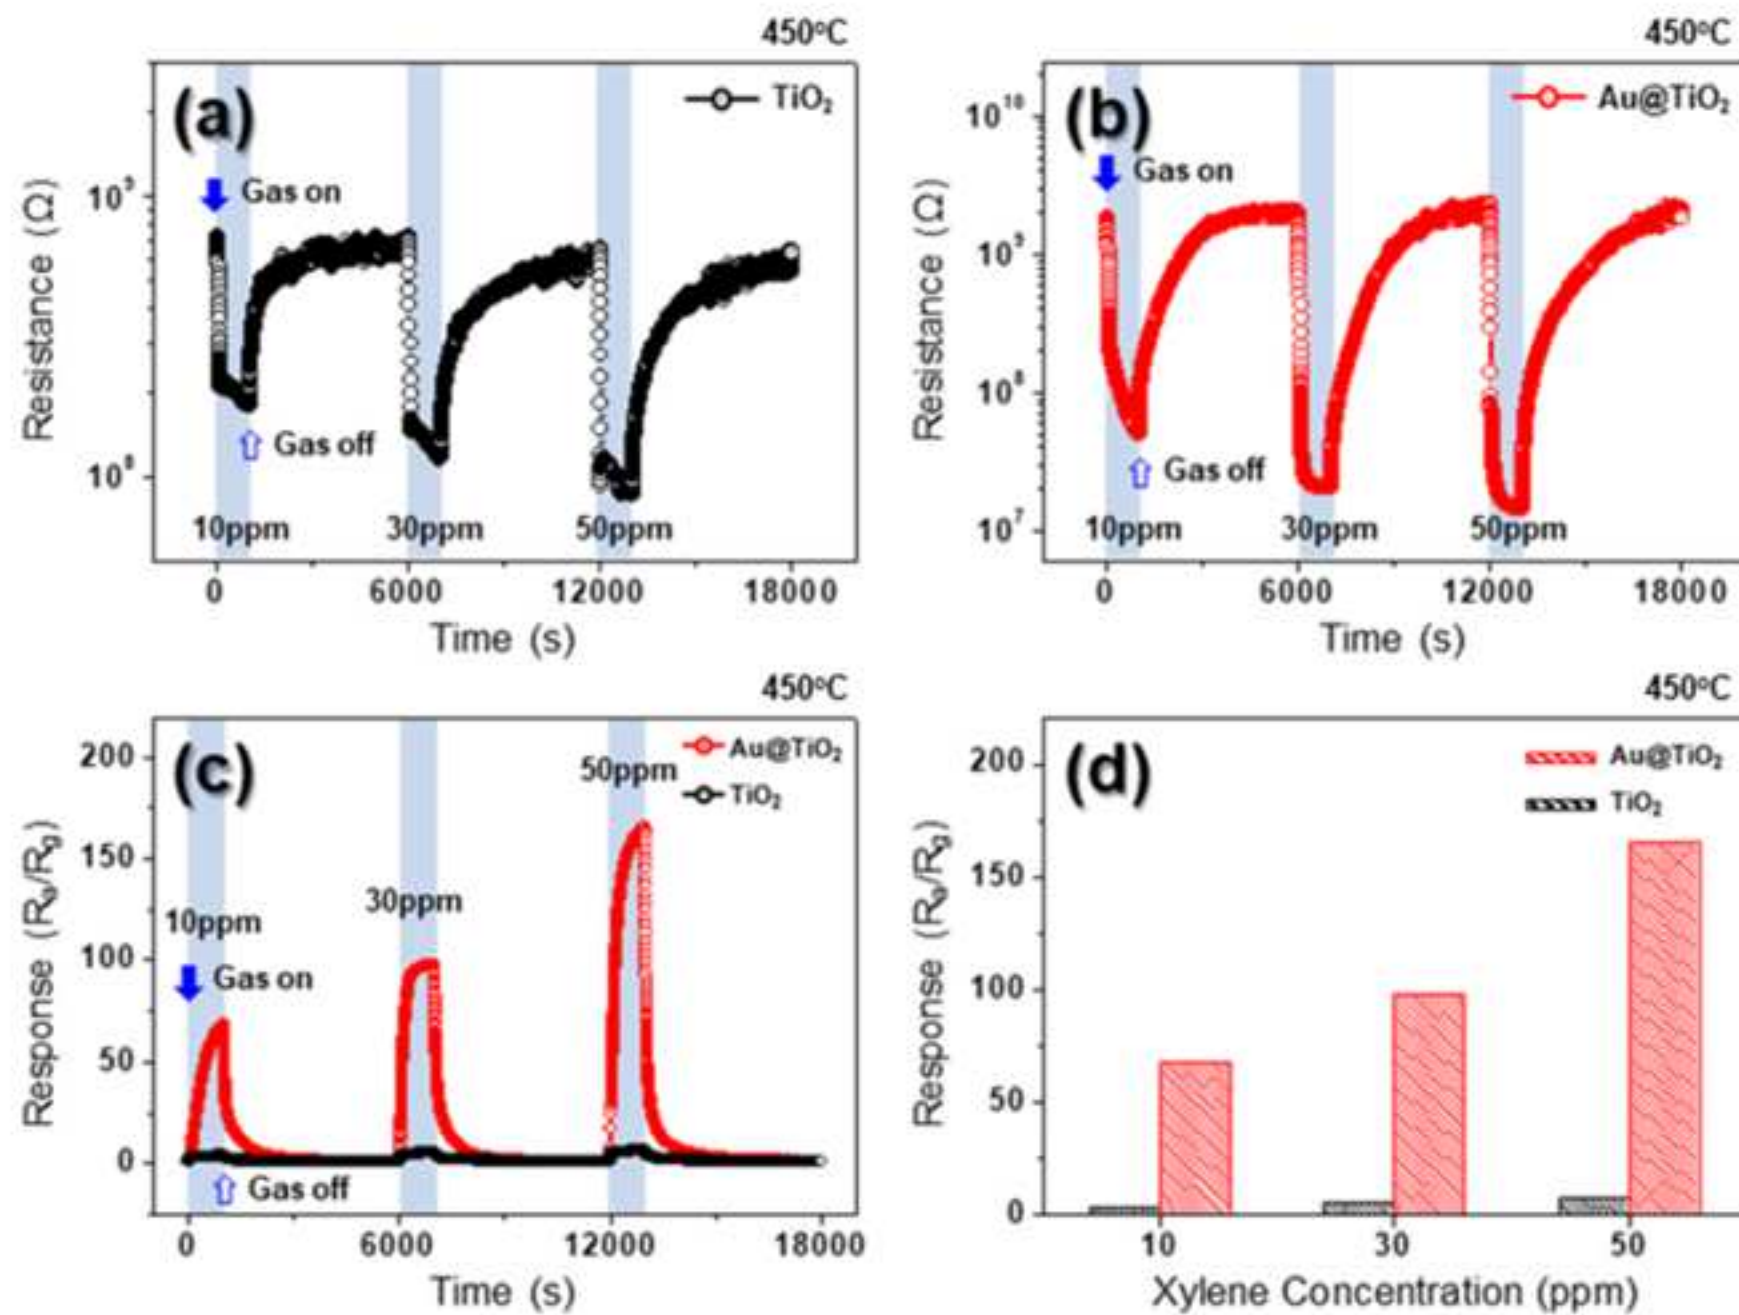 450°C
(a)
TiO₂
10⁹
Gas on
Resistance (Ω)
Gas off
10⁸
10ppm 30ppm 50ppm
0 6000 12000 18000
Time (s)
450°C
(b)
Au@TiO₂
10¹⁰
Gas on
10⁹
Resistance (Ω)
10⁸
Gas off
10⁷
10ppm 30ppm 50ppm
0 6000 12000 18000
Time (s)
450°C
(c)
Au@TiO₂
200
50ppm
TiO₂
150
Response (Rₐ/R_g)
30ppm
10ppm
100
Gas on
50
0
Gas off
0 6000 12000 18000
Time (s)
450°C
(d)
Au@TiO₂
200
TiO₂
150
Response (Rₐ/R_g)
100
50
0
10 30 50
Xylene Concentration (ppm)